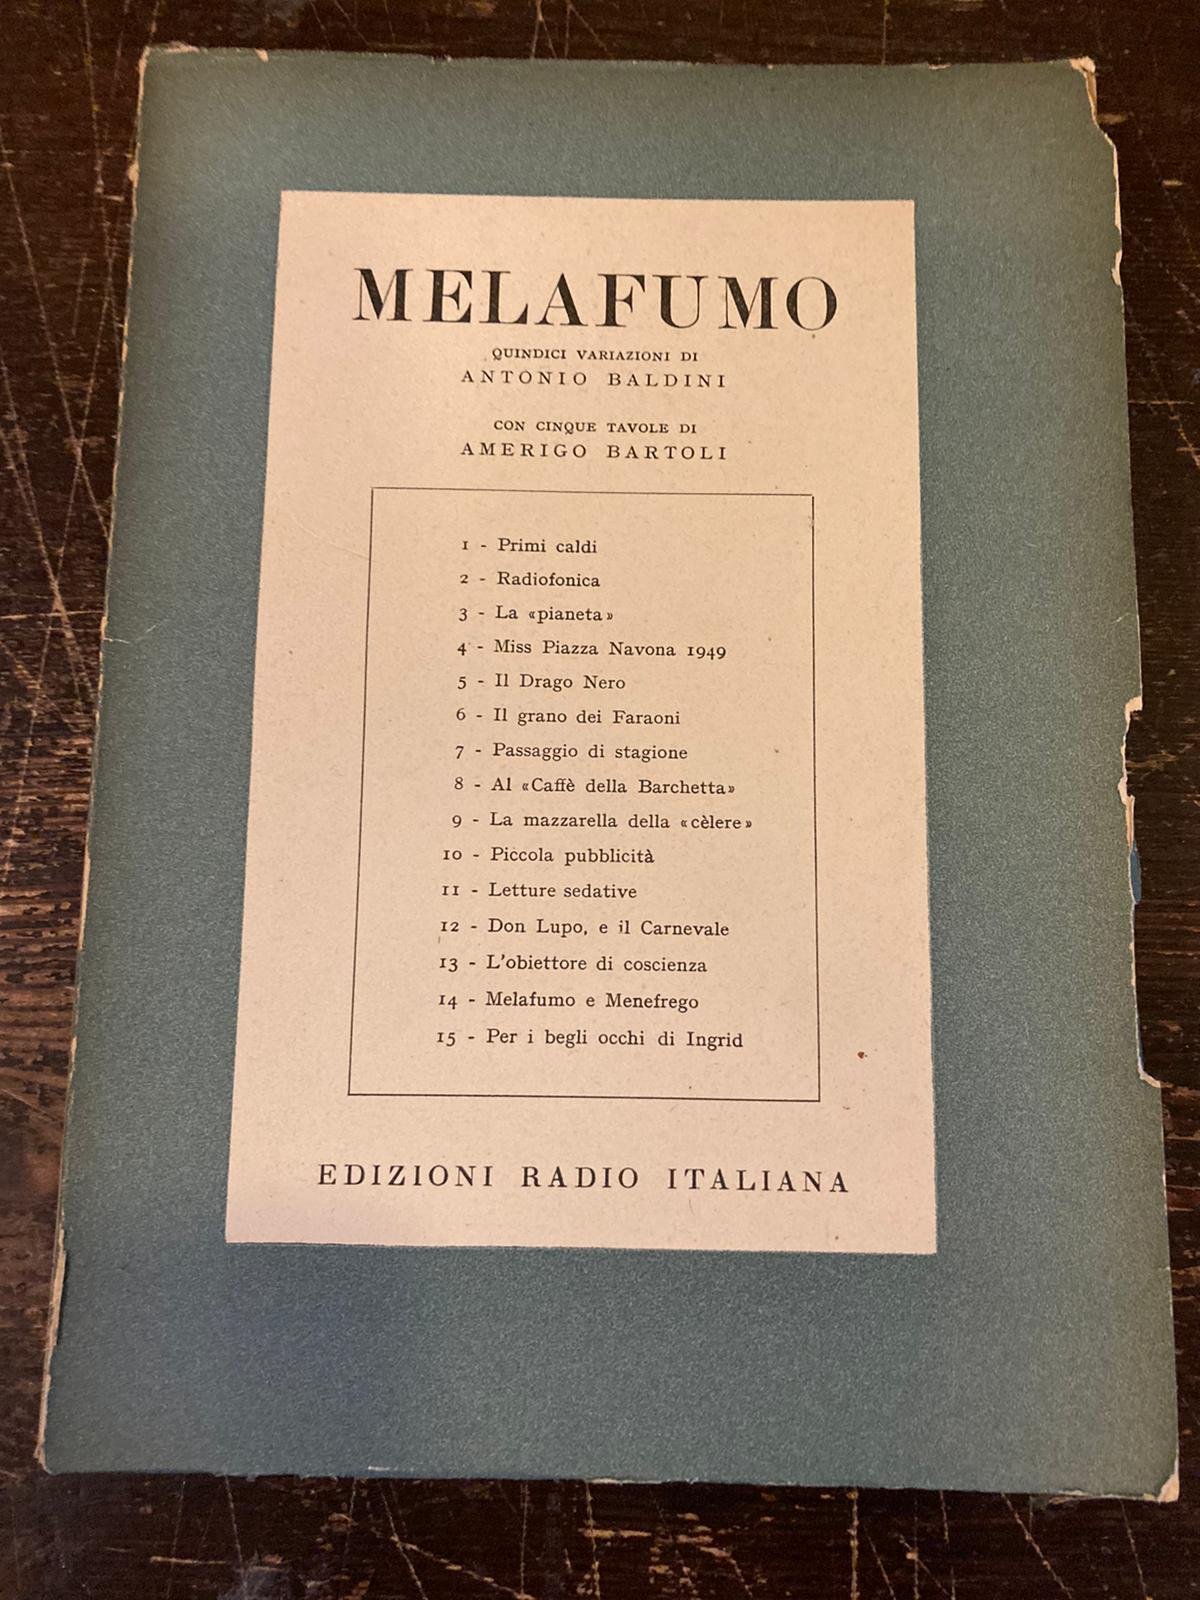 MELAFUMO
QUINDICI VARIAZIONI DI
ANTONIO BALDINI
CON CINQUE TAVOLE DI
AMERIGO BARTOLI
1 - Primi caldi
2 - Radiofonica
3 - La «pianeta»
4 - Miss Piazza Navona 1949
5 - Il Drago Nero
6 - Il grano dei Faraoni
7 - Passaggio di stagione
8 - Al «Caffè della Barchetta»
9 - La mazzarella della «cèlere»
10 - Piccola pubblicità
11 - Letture sedative
12 - Don Lupo, e il Carnevale
13 - L'obiettore di coscienza
14 - Melafumo e Menefrego
15 - Per i begli occhi di Ingrid
EDIZIONI RADIO ITALIANA